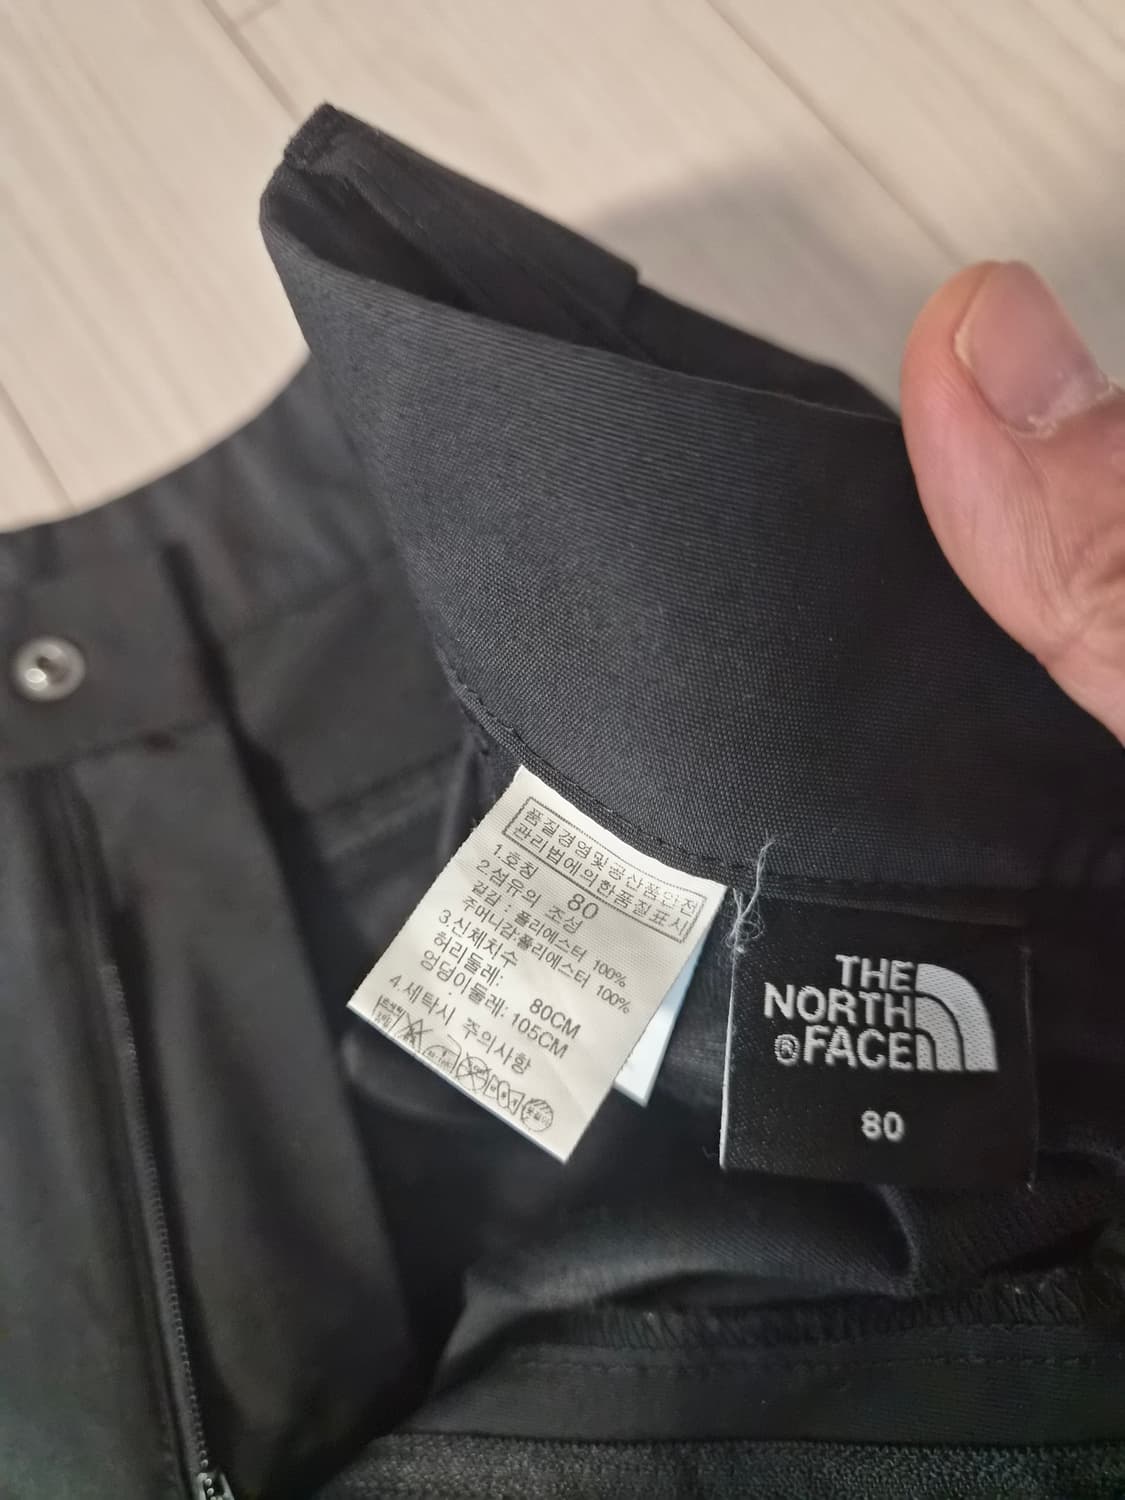 품질경영및공산품안전
관리법에의한품질표시
1.호칭 80
2.섬유의 조성
겉감 : 폴리에스터 100%
주머니감:폴리에스터 100%
3.신체치수
허리둘레: 80CM
엉덩이둘레: 105CM
4.세탁시 주의사항
THE
NORTH
®FACE
80